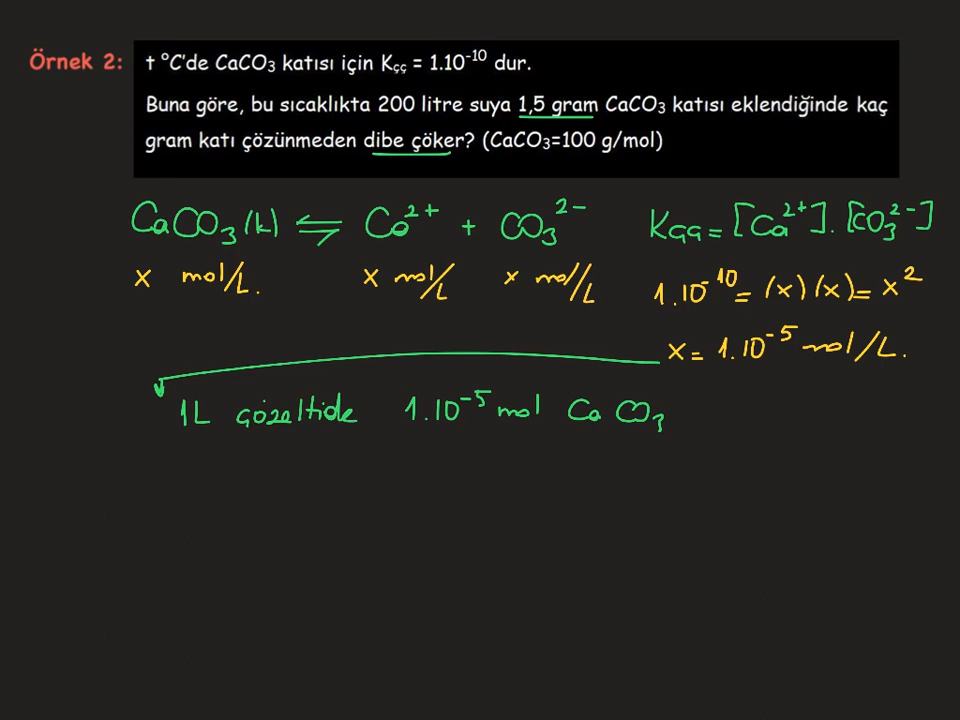 Örnek 2:
t °C'de CaCO₃ katısı için Kçç = 1.10⁻¹⁰ dur.
Buna göre, bu sıcaklıkta 200 litre suya 1,5 gram CaCO₃ katısı eklendiğinde kaç
gram katı çözünmeden dibe çöker? (CaCO₃=100 g/mol)
CaCO₃(k) ⇌ Ca²⁺ + CO₃²⁻ Kçç = [Ca²⁺].[CO₃²⁻]
x mol/L. x mol/L x mol/L 1.10⁻¹⁰ = (x)(x) = x²
x = 1.10⁻⁵ mol/L.
1L çözeltide 1.10⁻⁵ mol CaCO₃